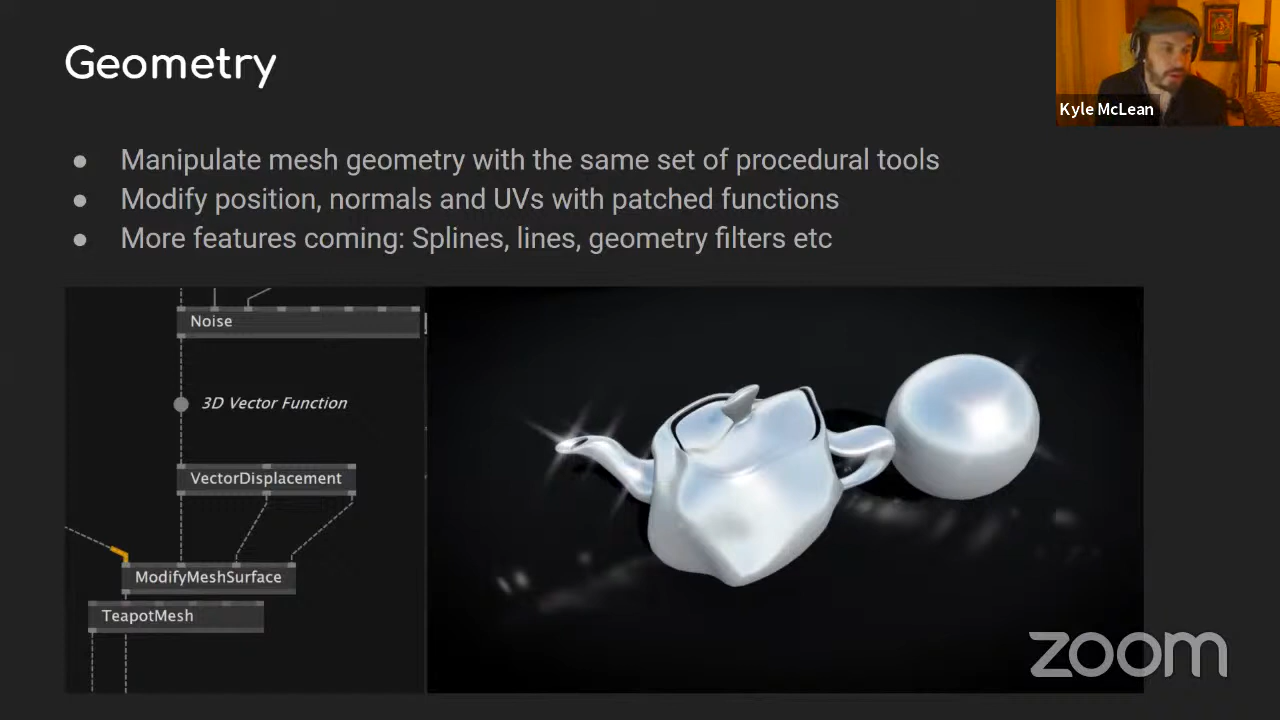 Geometry
Kyle McLean
● Manipulate mesh geometry with the same set of procedural tools
● Modify position, normals and UVs with patched functions
● More features coming: Splines, lines, geometry filters etc
Noise
3D Vector Function
VectorDisplacement
ModifyMeshSurface
TeapotMesh
zoom